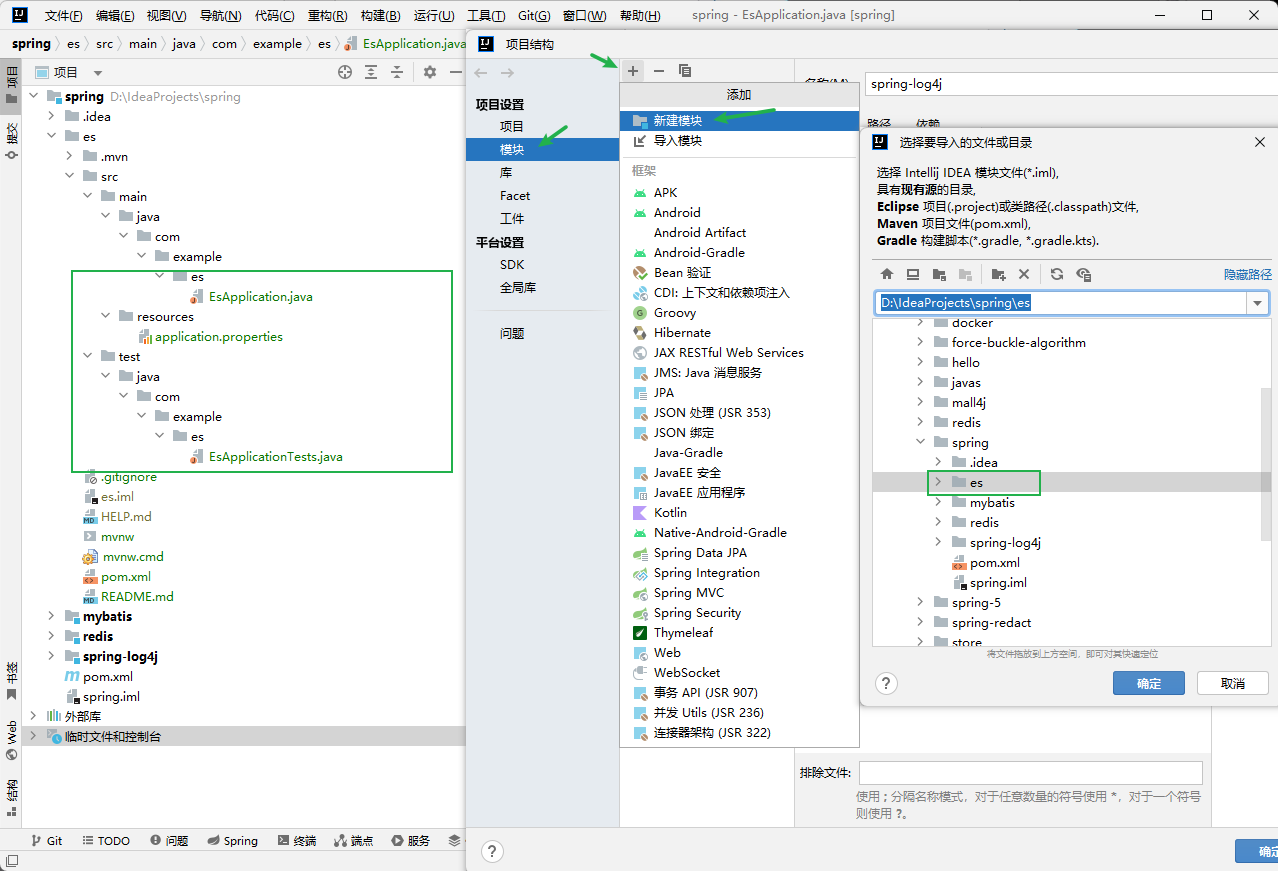 文件(F) 编辑(E) 视图(V) 导航(N) 代码(C) 重构(R) 构建(B) 运行(U) 工具(T) Git(G) 窗口(W) 帮助(H) spring - EsApplication.java [spring]
spring es src main java com example es EsApplication.java
项目
提交
书签
Web
结构
项目
spring D:\IdeaProjects\spring
.idea
es
.mvn
src
main
java
com
example
es
EsApplication.java
resources
application.properties
test
java
com
example
es
EsApplicationTests.java
.gitignore
es.iml
HELP.md
mvnw
mvnw.cmd
pom.xml
README.md
mybatis
redis
spring-log4j
pom.xml
spring.iml
外部库
临时文件和控制台
Git TODO 问题 Spring 终端 端点 服务
项目结构
项目设置
项目
模块
库
Facet
工件
平台设置
SDK
全局库
问题
添加
新建模块
导入模块
框架
APK
Android
Android Artifact
Android-Gradle
Bean 验证
CDI: 上下文和依赖项注入
Groovy
Hibernate
JAX RESTful Web Services
JMS: Java 消息服务
JPA
JSON 处理 (JSR 353)
JSON 绑定
Java-Gradle
JavaEE 安全
JavaEE 应用程序
Kotlin
Native-Android-Gradle
Spring Data JPA
Spring Integration
Spring MVC
Spring Security
Thymeleaf
Web
WebSocket
事务 API (JSR 907)
并发 Utils (JSR 236)
连接器架构 (JSR 322)
名称(M) spring-log4j
路径 依赖
选择要导入的文件或目录
选择 Intellij IDEA 模块文件(*.iml),
具有现有源的目录,
Eclipse 项目(.project)或类路径(.classpath)文件,
Maven 项目文件(pom.xml),
Gradle 构建脚本(*.gradle, *.gradle.kts).
隐藏路径
D:\IdeaProjects\spring\es
docker
force-buckle-algorithm
hello
javas
mall4j
redis
spring
.idea
es
mybatis
redis
spring-log4j
pom.xml
spring.iml
spring-5
spring-redact
store
将文件拖放到上方空间，即可对其快速定位
? 确定 取消
排除文件:
使用 ; 分隔名称模式，对于任意数量的符号使用 *，对于一个符号
则使用 ?。
? 确定